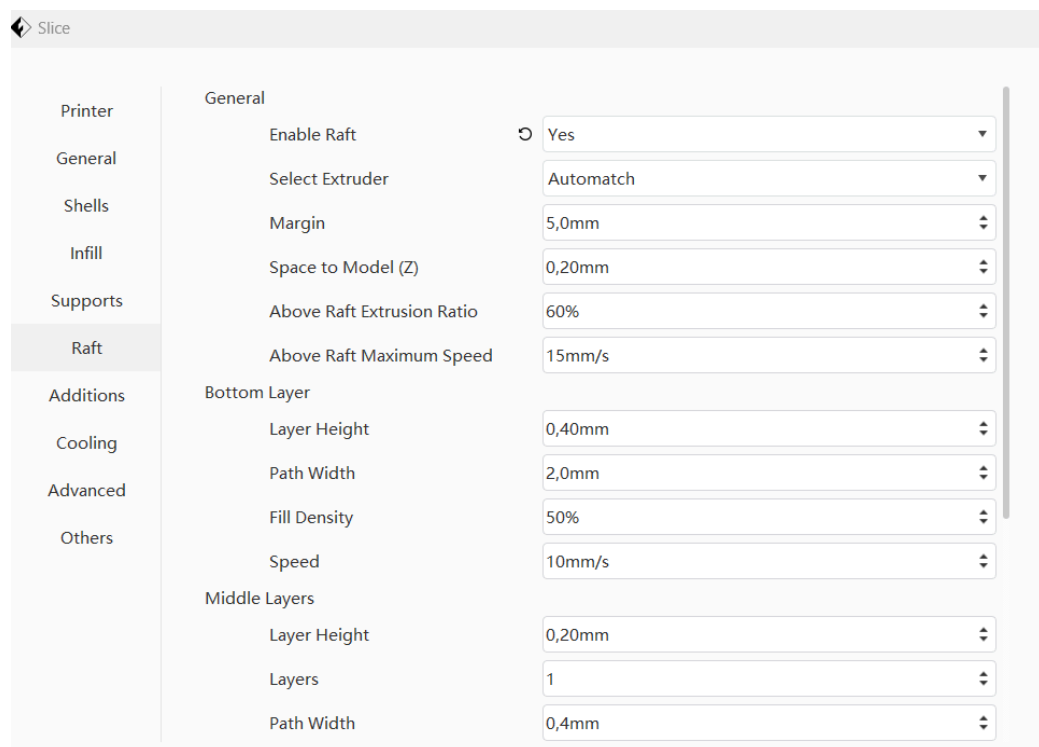 Slice
Printer
General
Shells
Infill
Supports
Raft
Additions
Cooling
Advanced
Others
General
Enable Raft Yes
Select Extruder Automatch
Margin 5,0mm
Space to Model (Z) 0,20mm
Above Raft Extrusion Ratio 60%
Above Raft Maximum Speed 15mm/s
Bottom Layer
Layer Height 0,40mm
Path Width 2,0mm
Fill Density 50%
Speed 10mm/s
Middle Layers
Layer Height 0,20mm
Layers 1
Path Width 0,4mm